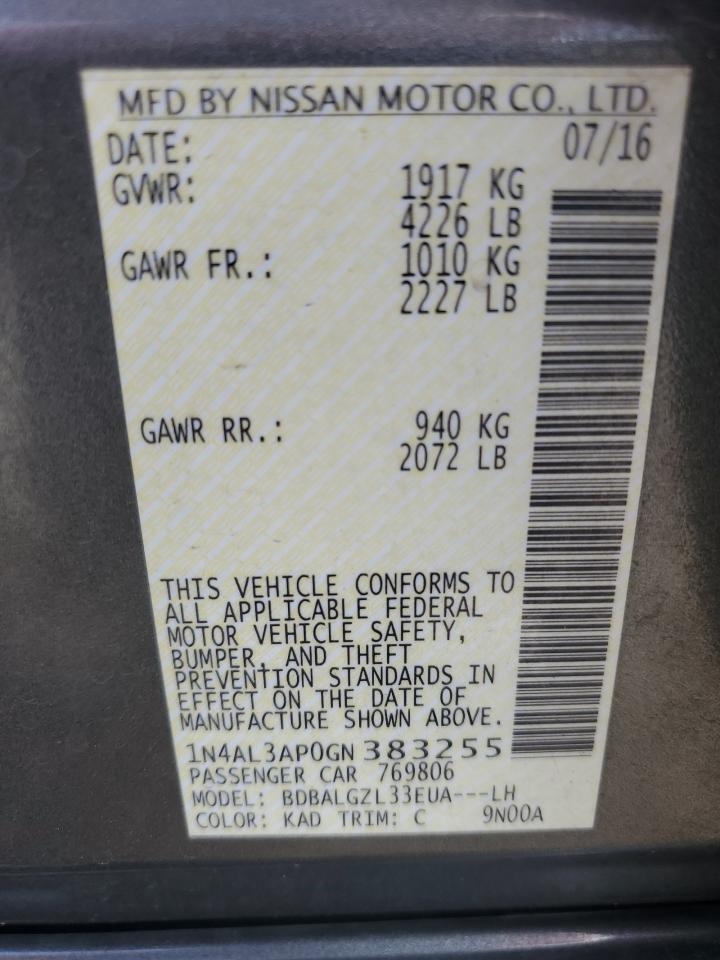 MFD BY NISSAN MOTOR CO., LTD.
DATE: 07/16
GVWR: 1917 KG
4226 LB
GAWR FR.: 1010 KG
2227 LB
GAWR RR.: 940 KG
2072 LB
THIS VEHICLE CONFORMS TO
ALL APPLICABLE FEDERAL
MOTOR VEHICLE SAFETY,
BUMPER, AND THEFT
PREVENTION STANDARDS IN
EFFECT ON THE DATE OF
MANUFACTURE SHOWN ABOVE.
1N4AL3AP0GN383255
PASSENGER CAR 769806
MODEL: BDBALGZL33EUA---LH
COLOR: KAD TRIM: C 9N00A